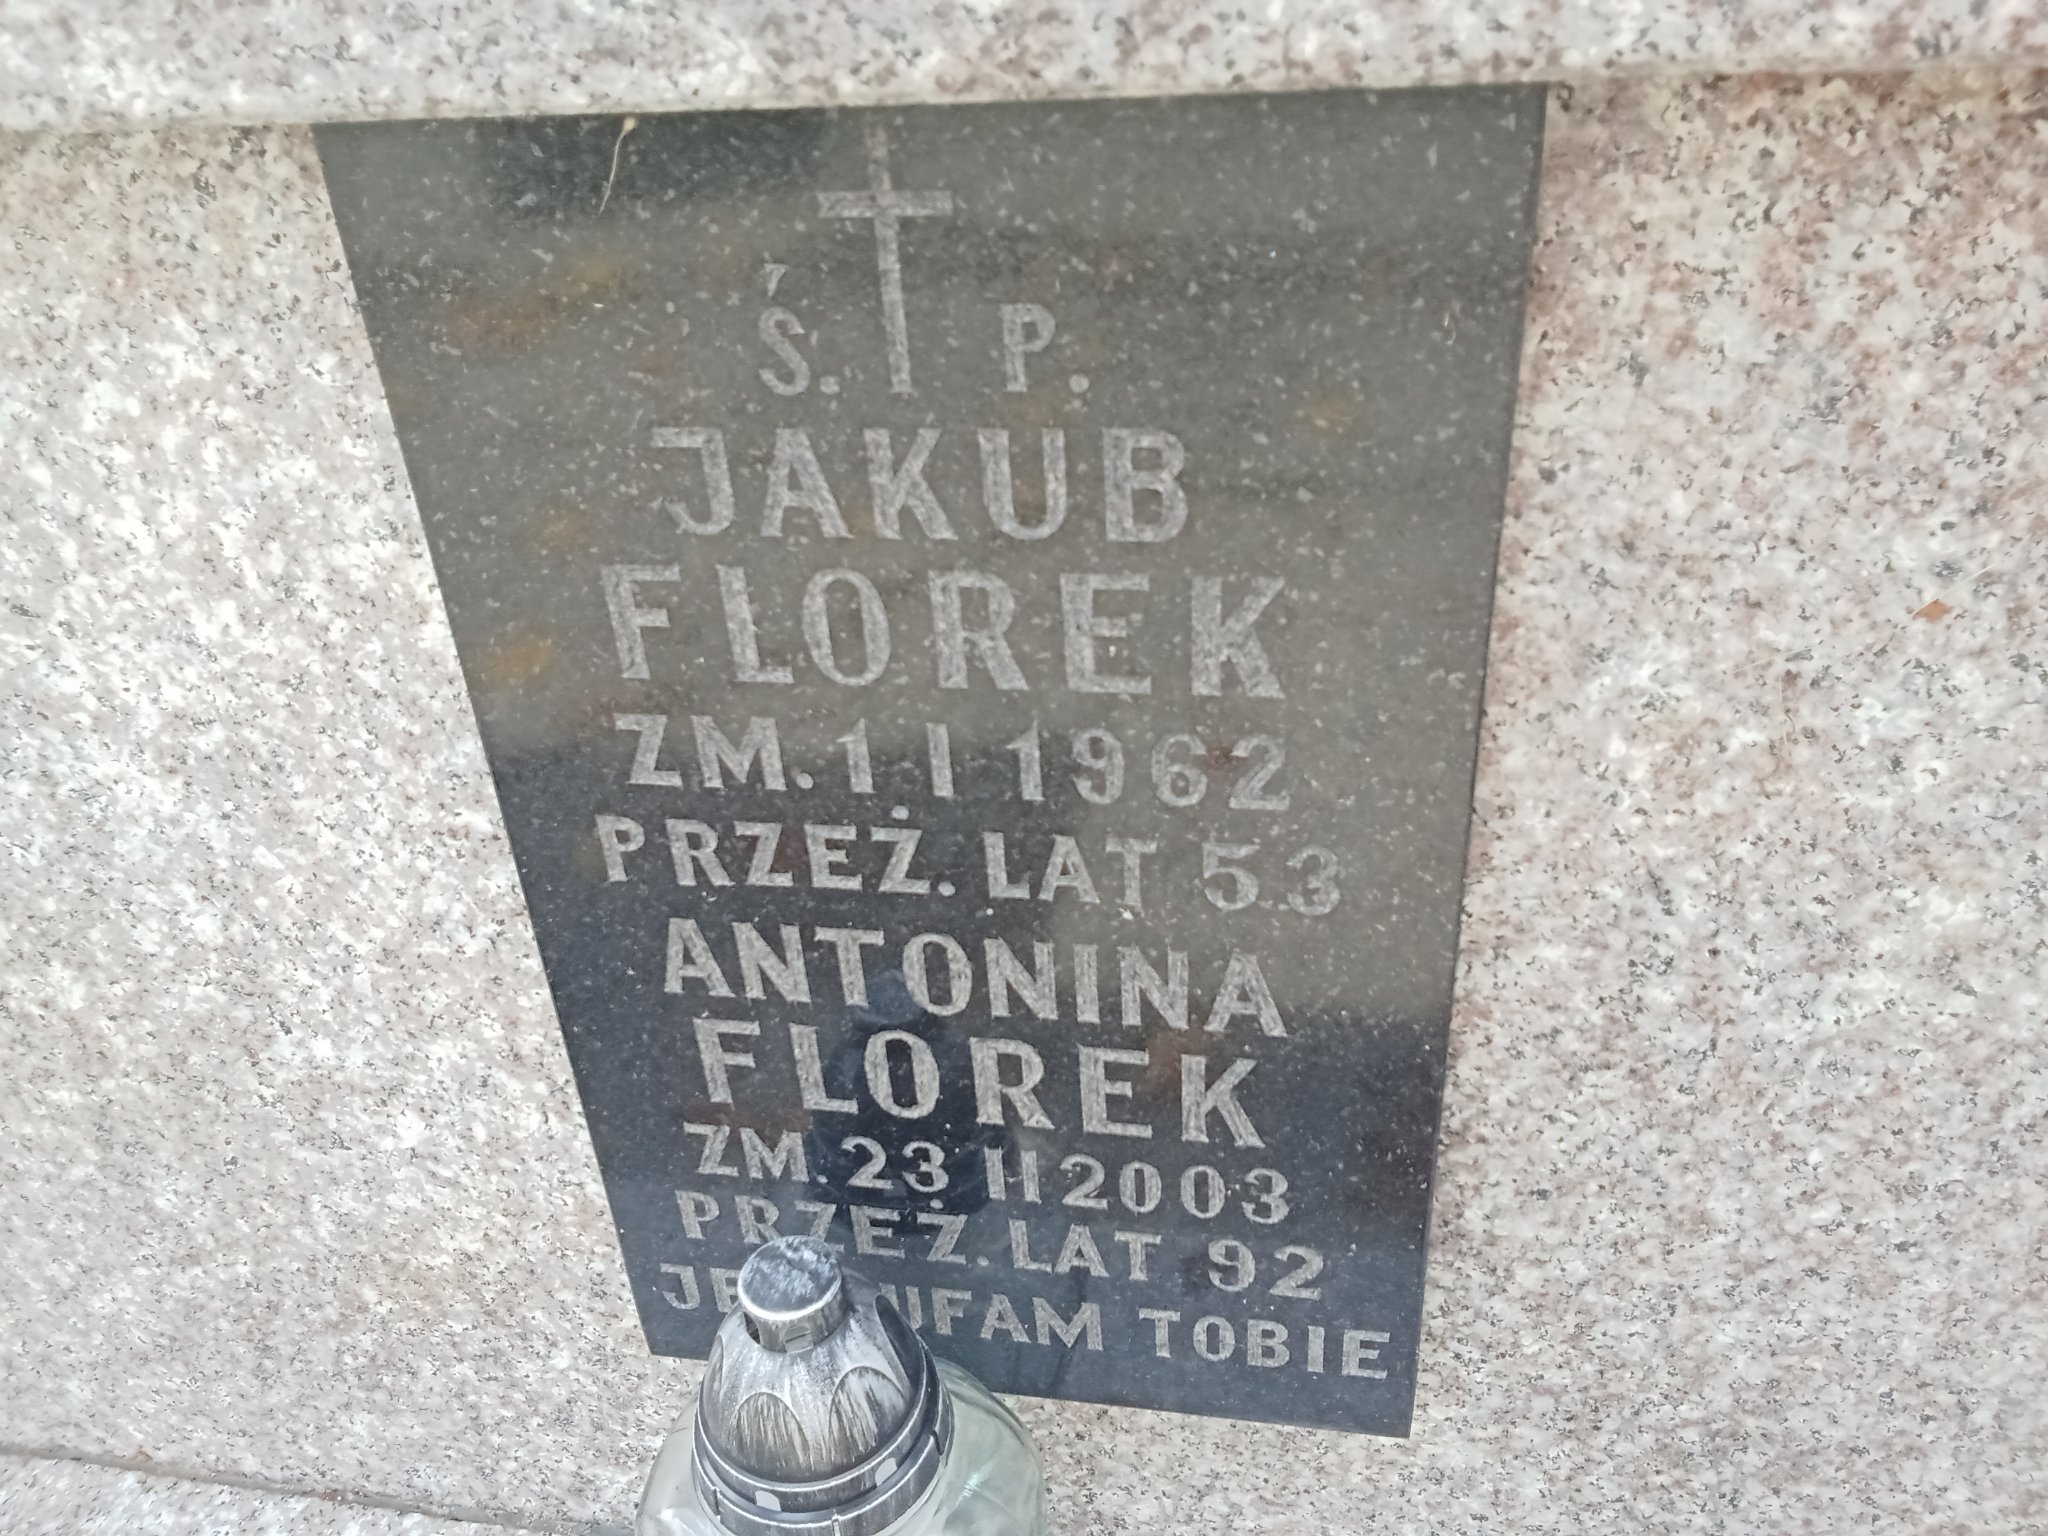 Ś. P.
JAKUB
FLOREK
ZM. 1. I 1962
PRZEŻ. LAT 53
ANTONINA
FLOREK
ZM. 23 II 2003
PRZEŻ. LAT 92
UFAM TOBIE